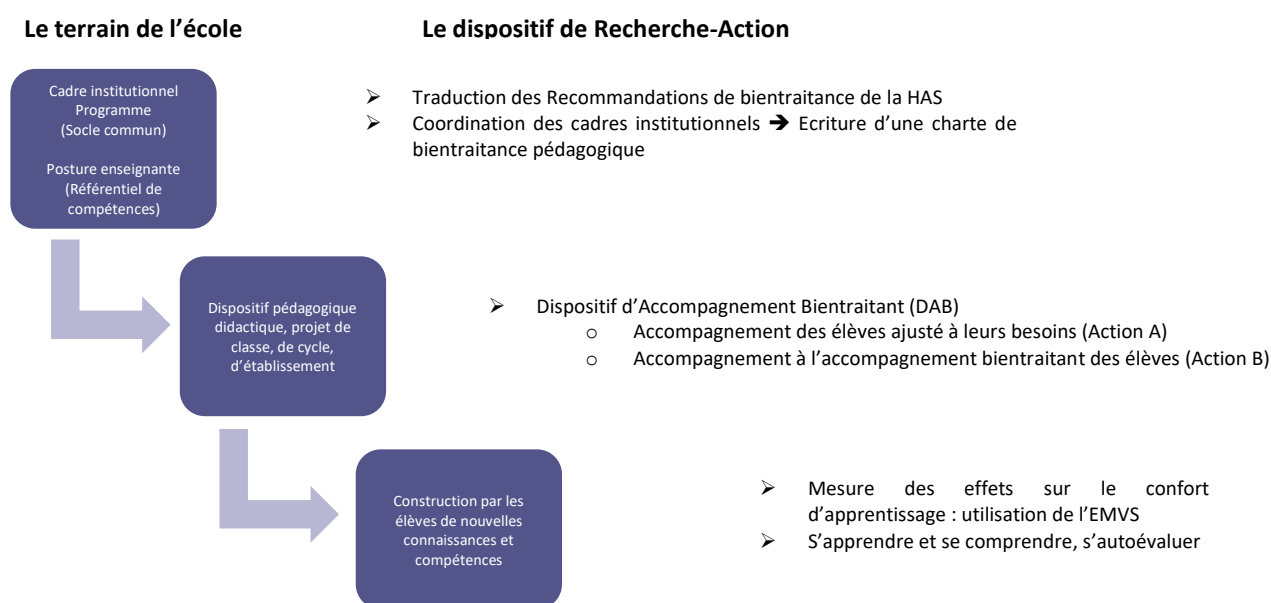 Le terrain de l’école
Le dispositif de Recherche-Action
Cadre institutionnel
Programme
(Socle commun)
Posture enseignante
(Référentiel de
compétences)
➢ Traduction des Recommandations de bientraitance de la HAS
➢ Coordination des cadres institutionnels ➔ Ecriture d’une charte de
bientraitance pédagogique
Dispositif pédagogique
didactique, projet de
classe, de cycle,
d’établissement
➢ Dispositif d’Accompagnement Bientraitant (DAB)
o Accompagnement des élèves ajusté à leurs besoins (Action A)
o Accompagnement à l’accompagnement bientraitant des élèves (Action B)
Construction par les
élèves de nouvelles
connaissances et
compétences
➢ Mesure des effets sur le confort
d’apprentissage : utilisation de l’EMVS
➢ S’apprendre et se comprendre, s’autoévaluer